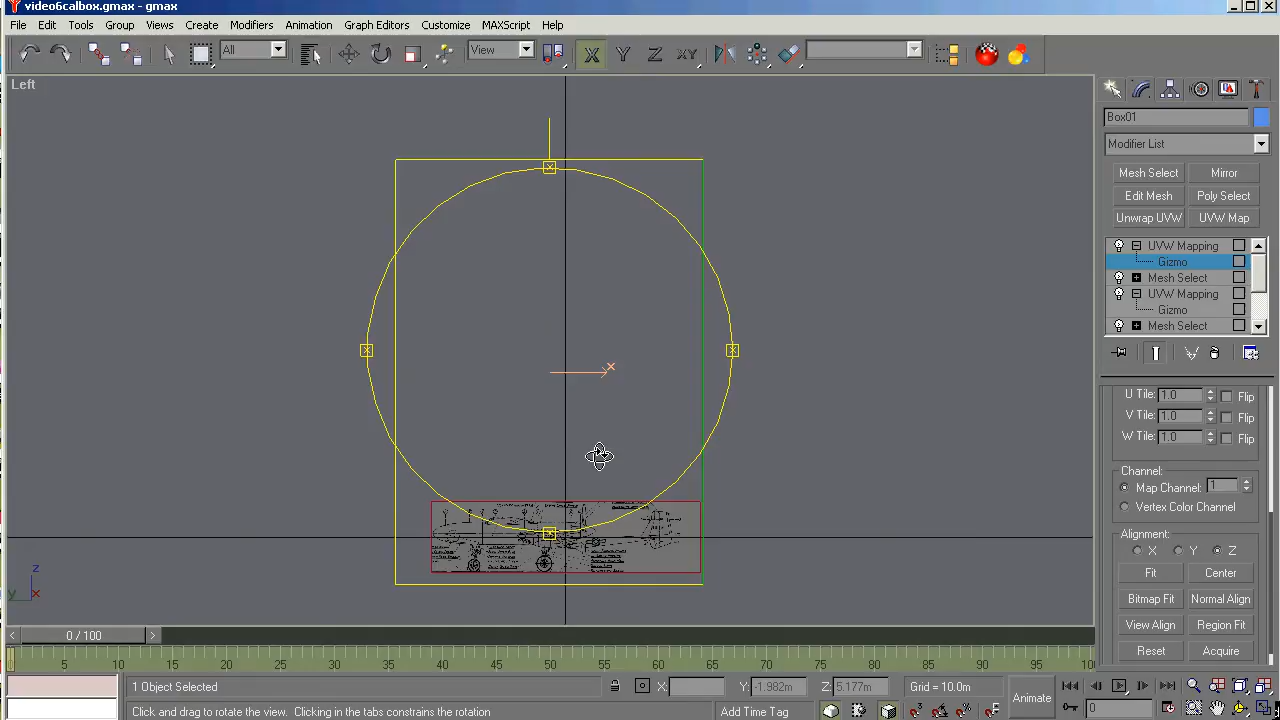 video6calbox.gmax - gmax
File Edit Tools Group Views Create Modifiers Animation Graph Editors Customize MAXScript Help
All View X Y Z XY
Left
Box01
Modifier List
Mesh Select Mirror
Edit Mesh Poly Select
Unwrap UVW UVW Map
UVW Mapping
Gizmo
Mesh Select
UVW Mapping
Gizmo
Mesh Select
x
U Tile: 1.0 Flip
V Tile: 1.0 Flip
W Tile: 1.0 Flip
Channel:
Map Channel: 1
Vertex Color Channel
Alignment:
X Y Z
Fit Center
Bitmap Fit Normal Align
View Align Region Fit
Reset Acquire
z
y x
< 0 / 100 >
5 10 15 20 25 30 35 40 45 50 55 60 65 70 75 80 85 90 95
1 Object Selected X: Y: -1.982m Z: 5.177m Grid = 10.0m Animate
Click and drag to rotate the view. Clicking in the tabs constrains the rotation Add Time Tag 0